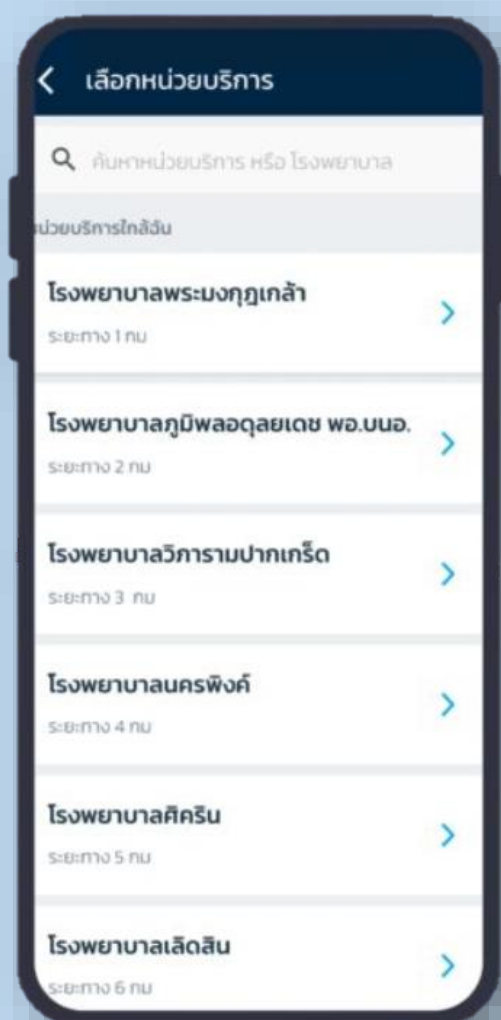 เลือกหน่วยบริการ
ค้นหาหน่วยบริการ หรือ โรงพยาบาล
หน่วยบริการใกล้ฉัน
โรงพยาบาลพระมงกุฎเกล้า
ระยะทาง 1 กม
โรงพยาบาลภูมิพลอดุลยเดช พอ.บนอ.
ระยะทาง 2 กม
โรงพยาบาลวิภารามปากเกร็ด
ระยะทาง 3 กม
โรงพยาบาลนครพิงค์
ระยะทาง 4 กม
โรงพยาบาลศิคริน
ระยะทาง 5 กม
โรงพยาบาลเลิดสิน
ระยะทาง 6 กม